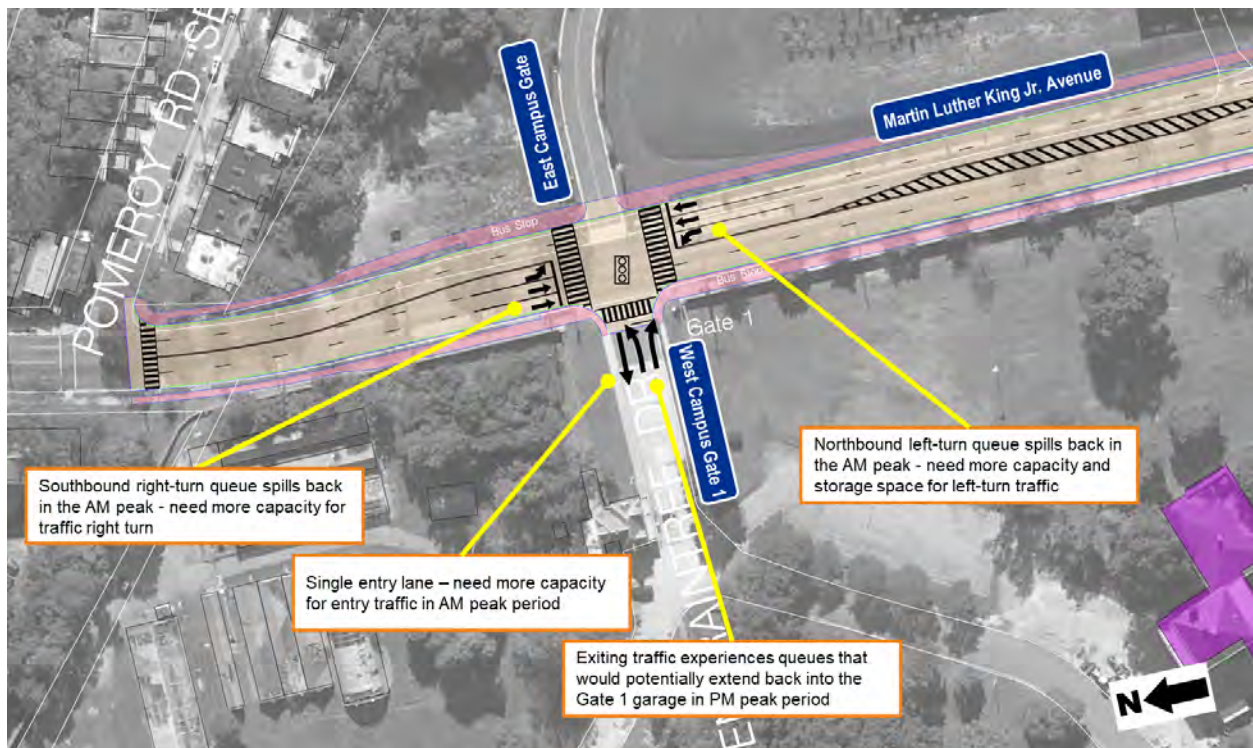 POMEROY RD SE
East Campus Gate
Martin Luther King Jr. Avenue
Bus Stop
Bus Stop
Gate 1
West Campus Gate 1
Southbound right-turn queue spills back
in the AM peak - need more capacity for
traffic right turn
Northbound left-turn queue spills back in
the AM peak - need more capacity and
storage space for left-turn traffic
Single entry lane – need more capacity
for entry traffic in AM peak period
Exiting traffic experiences queues that
would potentially extend back into the
Gate 1 garage in PM peak period
N